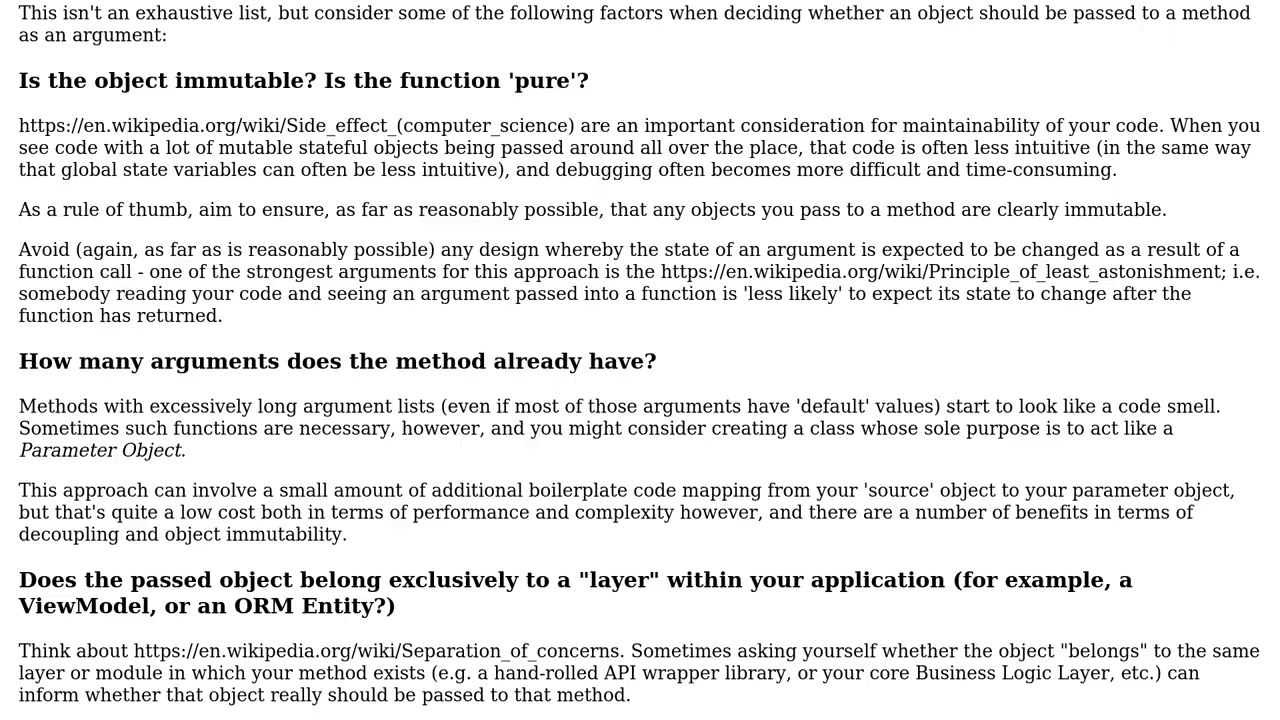 This isn't an exhaustive list, but consider some of the following factors when deciding whether an object should be passed to a method
as an argument:
Is the object immutable? Is the function 'pure'?
https://en.wikipedia.org/wiki/Side_effect_(computer_science) are an important consideration for maintainability of your code. When you
see code with a lot of mutable stateful objects being passed around all over the place, that code is often less intuitive (in the same way
that global state variables can often be less intuitive), and debugging often becomes more difficult and time-consuming.
As a rule of thumb, aim to ensure, as far as reasonably possible, that any objects you pass to a method are clearly immutable.
Avoid (again, as far as is reasonably possible) any design whereby the state of an argument is expected to be changed as a result of a
function call - one of the strongest arguments for this approach is the https://en.wikipedia.org/wiki/Principle_of_least_astonishment; i.e.
somebody reading your code and seeing an argument passed into a function is 'less likely' to expect its state to change after the
function has returned.
How many arguments does the method already have?
Methods with excessively long argument lists (even if most of those arguments have 'default' values) start to look like a code smell.
Sometimes such functions are necessary, however, and you might consider creating a class whose sole purpose is to act like a
Parameter Object.
This approach can involve a small amount of additional boilerplate code mapping from your 'source' object to your parameter object,
but that's quite a low cost both in terms of performance and complexity however, and there are a number of benefits in terms of
decoupling and object immutability.
Does the passed object belong exclusively to a "layer" within your application (for example, a
ViewModel, or an ORM Entity?)
Think about https://en.wikipedia.org/wiki/Separation_of_concerns. Sometimes asking yourself whether the object "belongs" to the same
layer or module in which your method exists (e.g. a hand-rolled API wrapper library, or your core Business Logic Layer, etc.) can
inform whether that object really should be passed to that method.